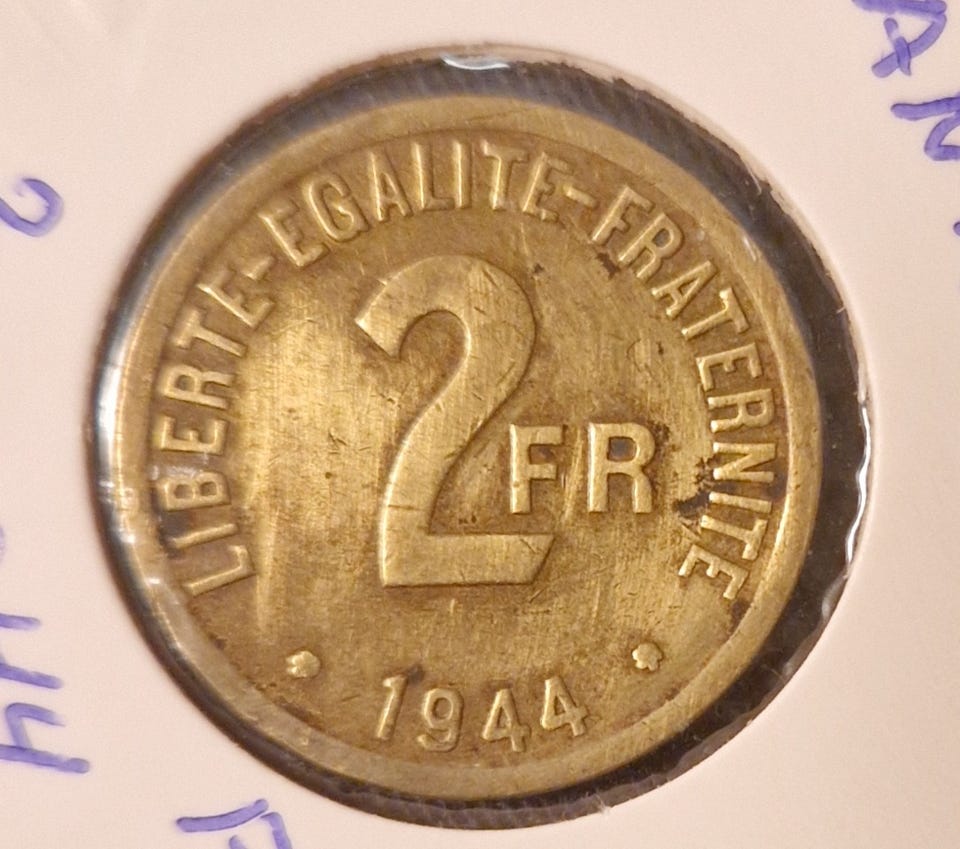 LIBERTE-EGALITE-FRATERNITE
2 FR
• 1944 •